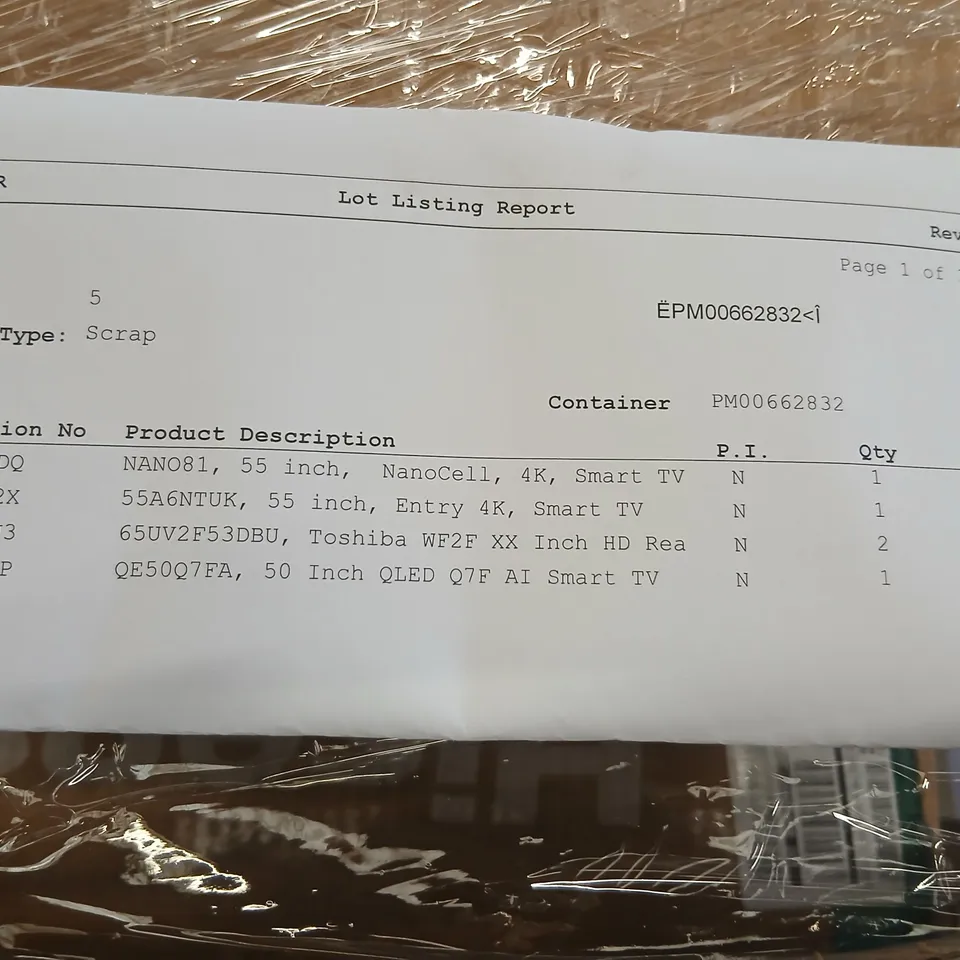 R
Lot Listing Report
Rev
Page 1 of
5
ËPM00662832<Î
Type: Scrap
Container PM00662832
ion No Product Description P.I. Qty
DQ NANO81, 55 inch, NanoCell, 4K, Smart TV N 1
2X 55A6NTUK, 55 inch, Entry 4K, Smart TV N 1
3 65UV2F53DBU, Toshiba WF2F XX Inch HD Rea N 2
P QE50Q7FA, 50 Inch QLED Q7F AI Smart TV N 1